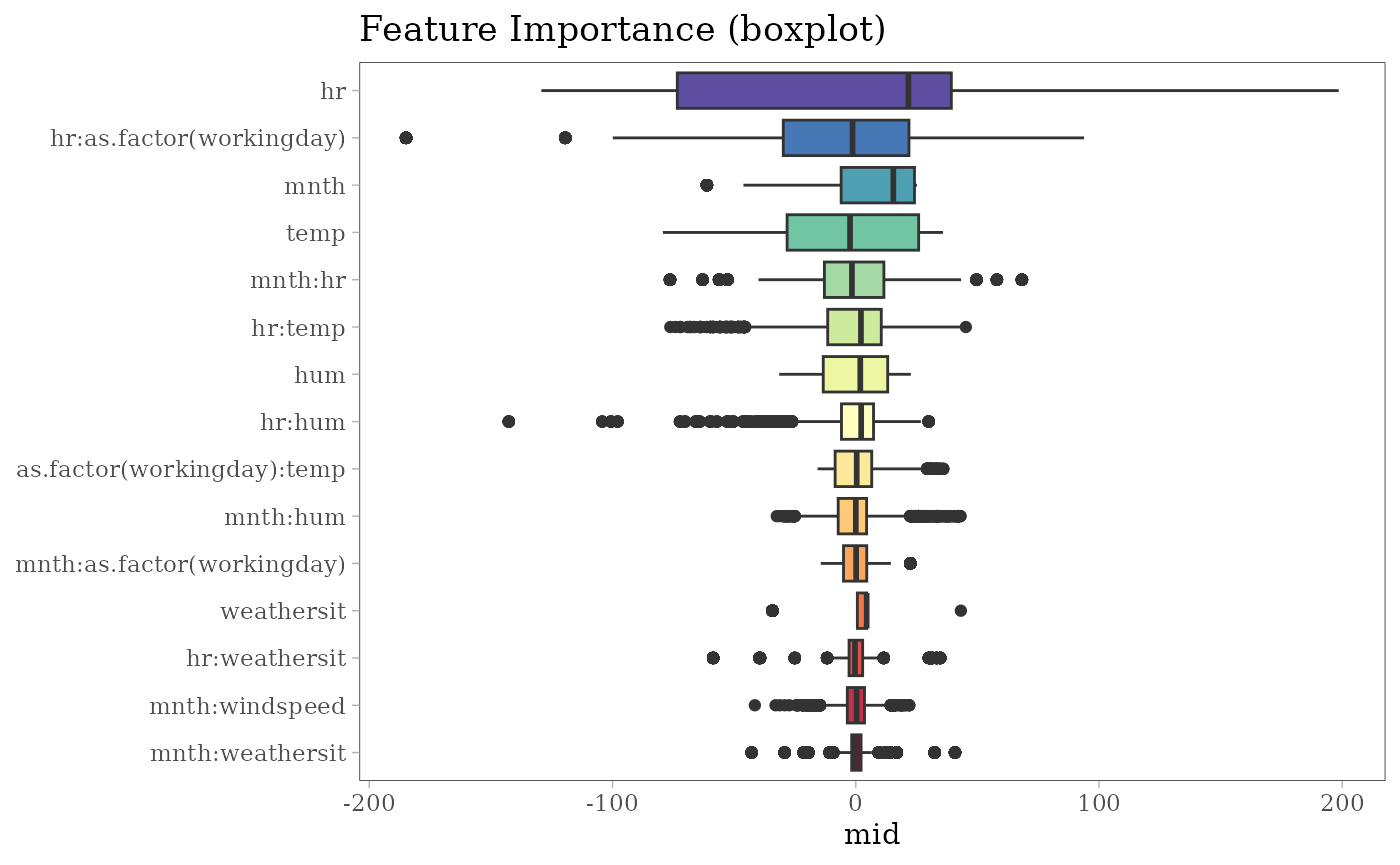 Feature Importance (boxplot)
hr
hr:as.factor(workingday)
mnth
temp
mnth:hr
hr:temp
hum
hr:hum
as.factor(workingday):temp
mnth:hum
mnth:as.factor(workingday)
weathersit
hr:weathersit
mnth:windspeed
mnth:weathersit
-200 -100 0 100 200
mid